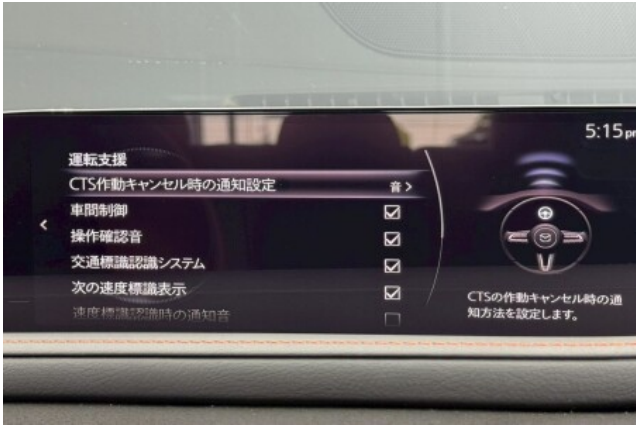 5:15 pm
運転支援
CTS作動キャンセル時の通知設定
音
車間制御
操作確認音
交通標識認識システム
次の速度標識表示
速度標識認識時の通知音
CTSの作動キャンセル時の通
知方法を設定します。